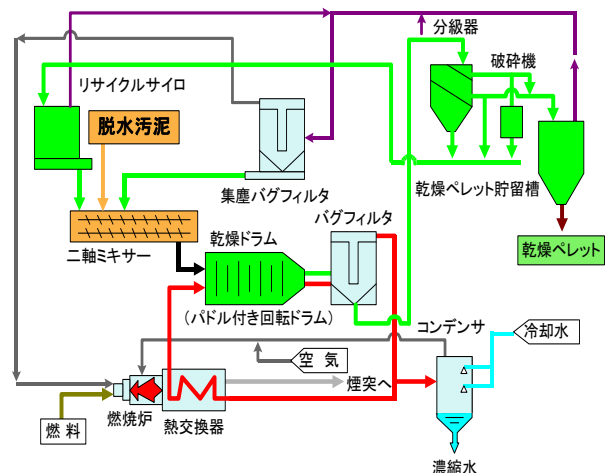 分級器
破砕機
リサイクルサイロ
脱水汚泥
集塵バグフィルタ
乾燥ペレット貯留槽
二軸ミキサー
乾燥ドラム
バグフィルタ
乾燥ペレット
(パドル付き回転ドラム)
コンデンサ
冷却水
空気
煙突へ
燃料
燃焼炉
熱交換器
濃縮水